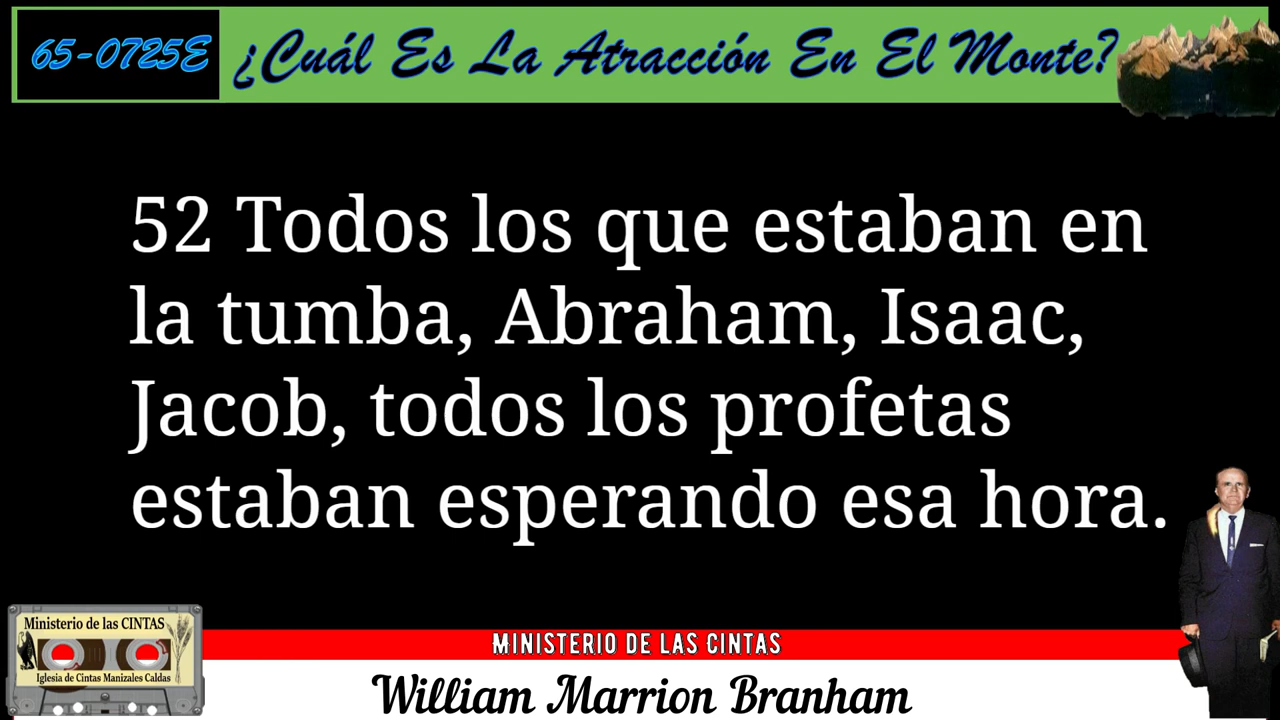 65-0725E
¿Cuál Es La Atracción En El Monte?
52 Todos los que estaban en
la tumba, Abraham, Isaac,
Jacob, todos los profetas
estaban esperando esa hora.
Ministerio de las CINTAS
Iglesia de Cintas Manizales Caldas
MINISTERIO DE LAS CINTAS
William Marrion Branham